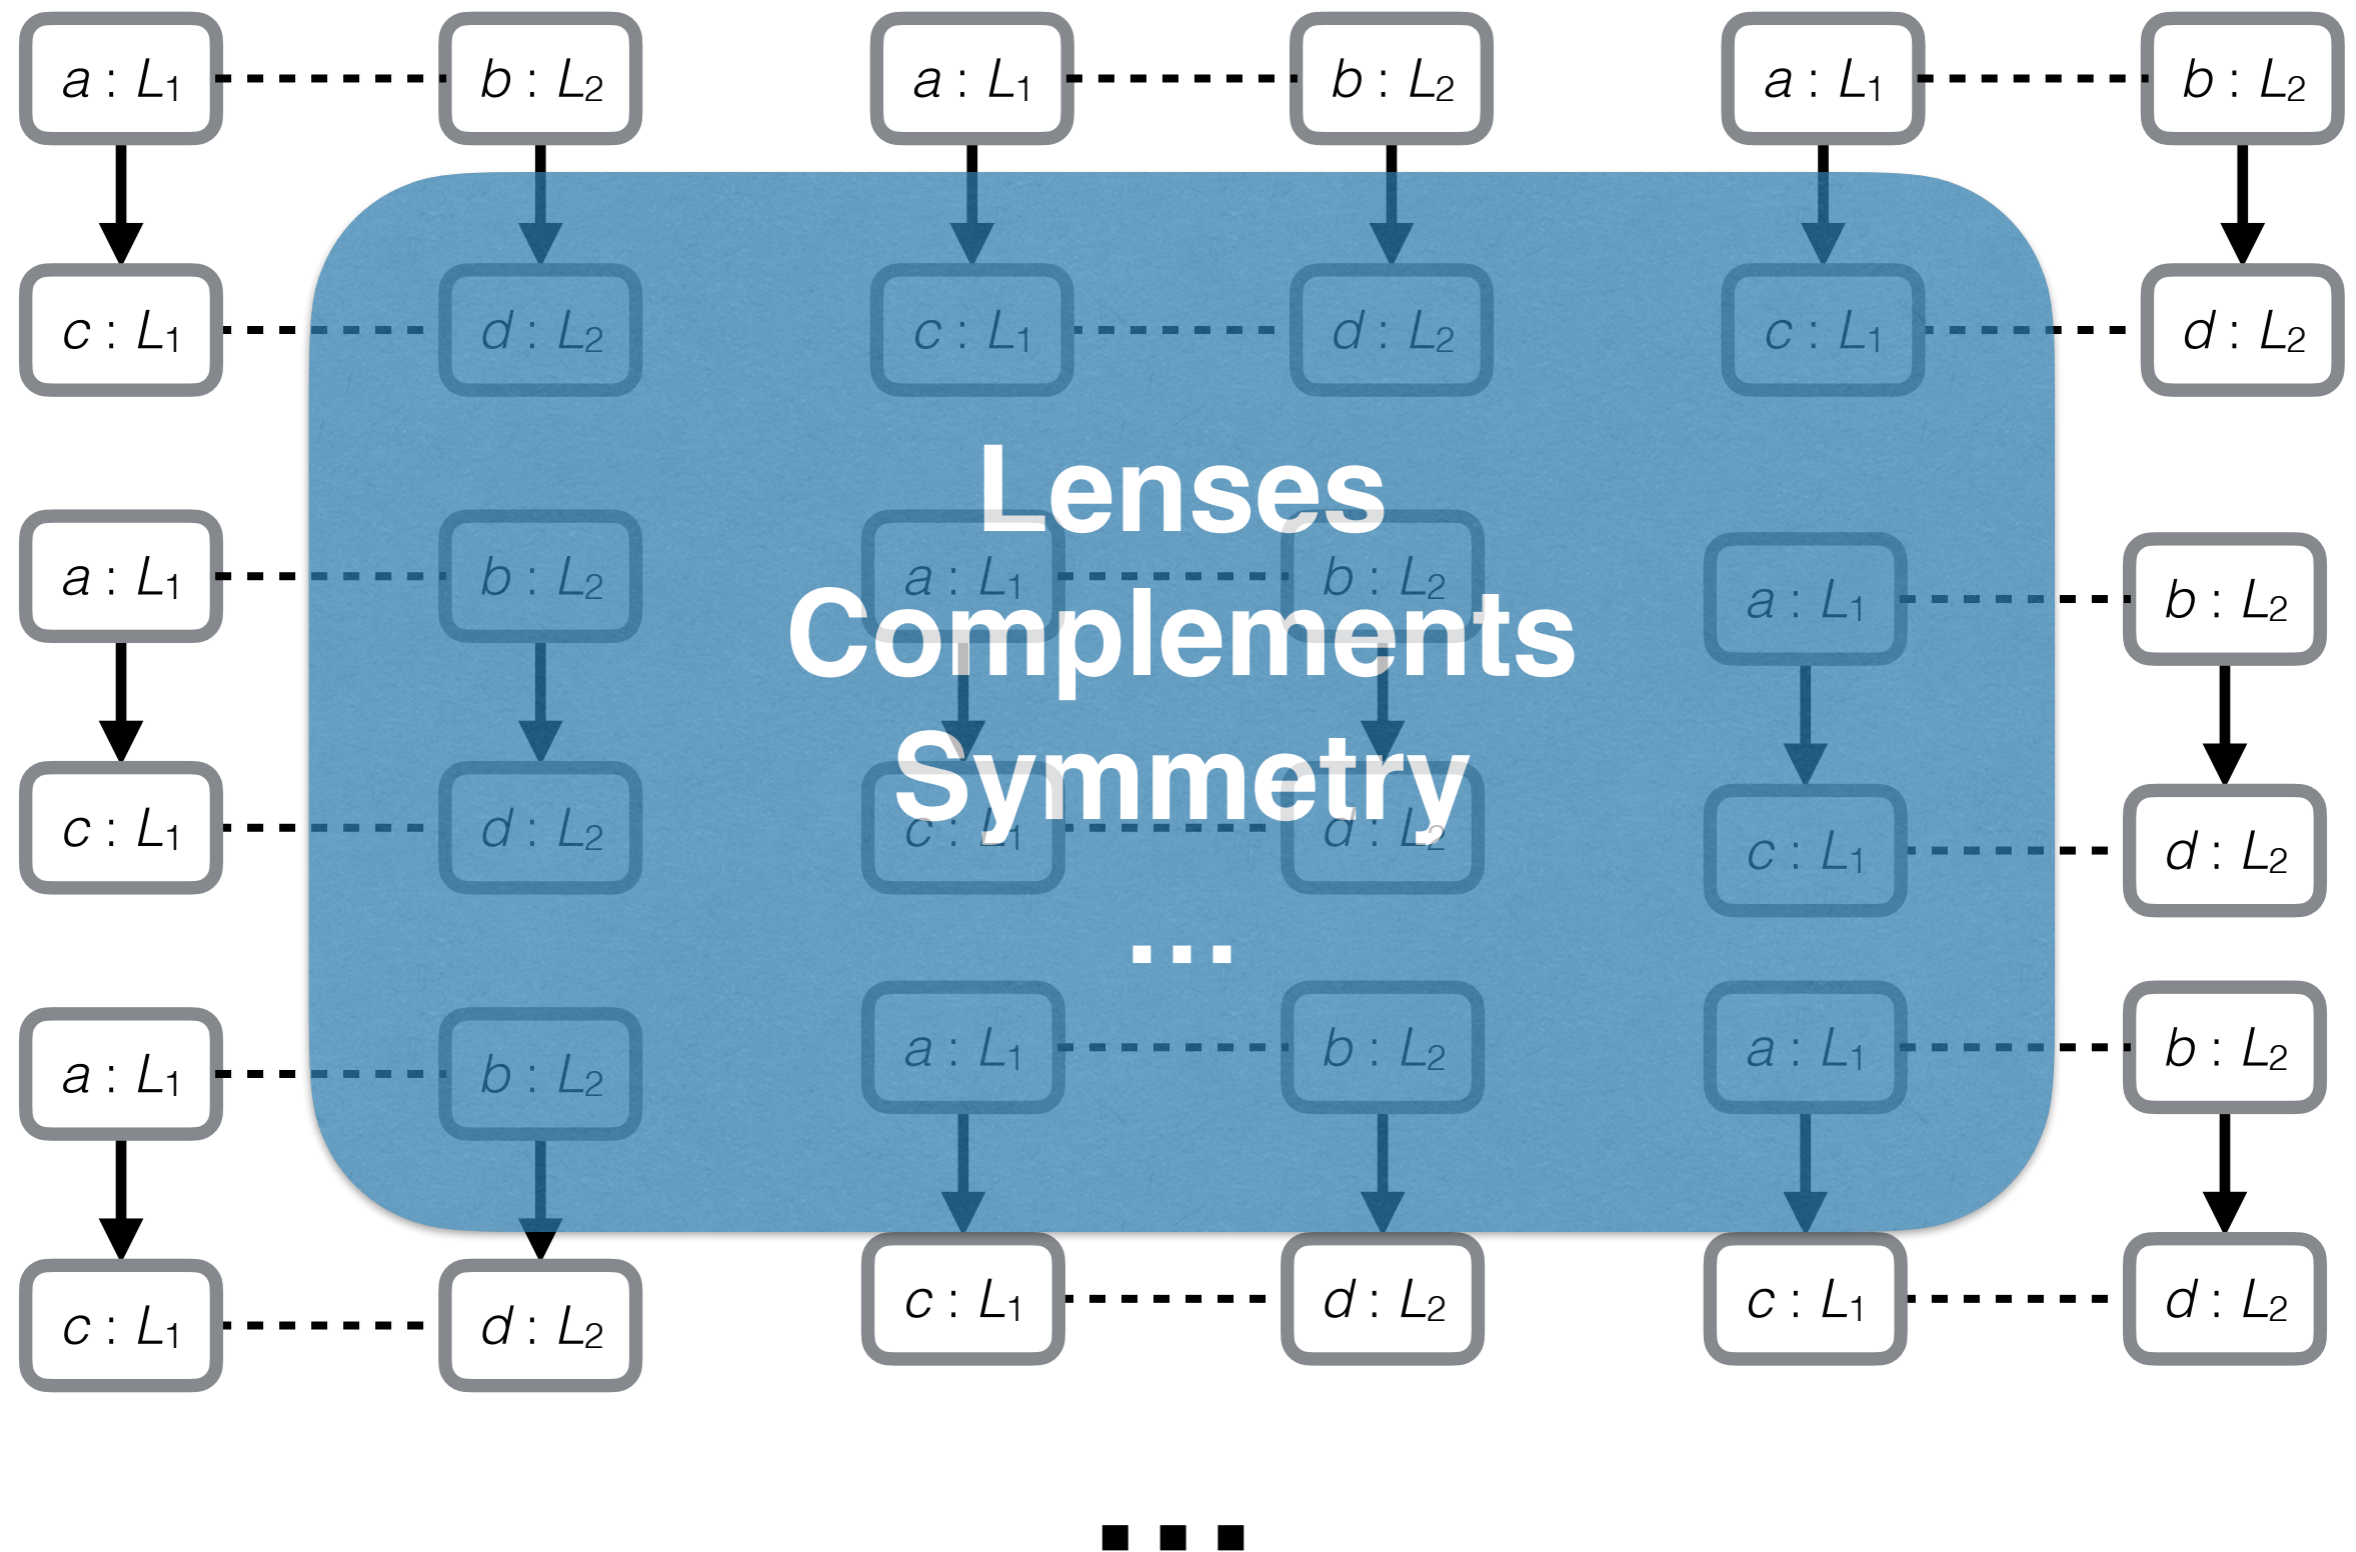 a : L₁ b : L₂ a : L₁ b : L₂ a : L₁ b : L₂
c : L₁ d : L₂ c : L₁ d : L₂ c : L₁ d : L₂
Lenses
a : L₁ b : L₂ a : L₁ b : L₂ a : L₁ b : L₂
Complements
Symmetry
c : L₁ d : L₂ c : L₁ d : L₂ c : L₁ d : L₂
...
a : L₁ b : L₂ a : L₁ b : L₂ a : L₁ b : L₂
c : L₁ d : L₂ c : L₁ d : L₂ c : L₁ d : L₂
...